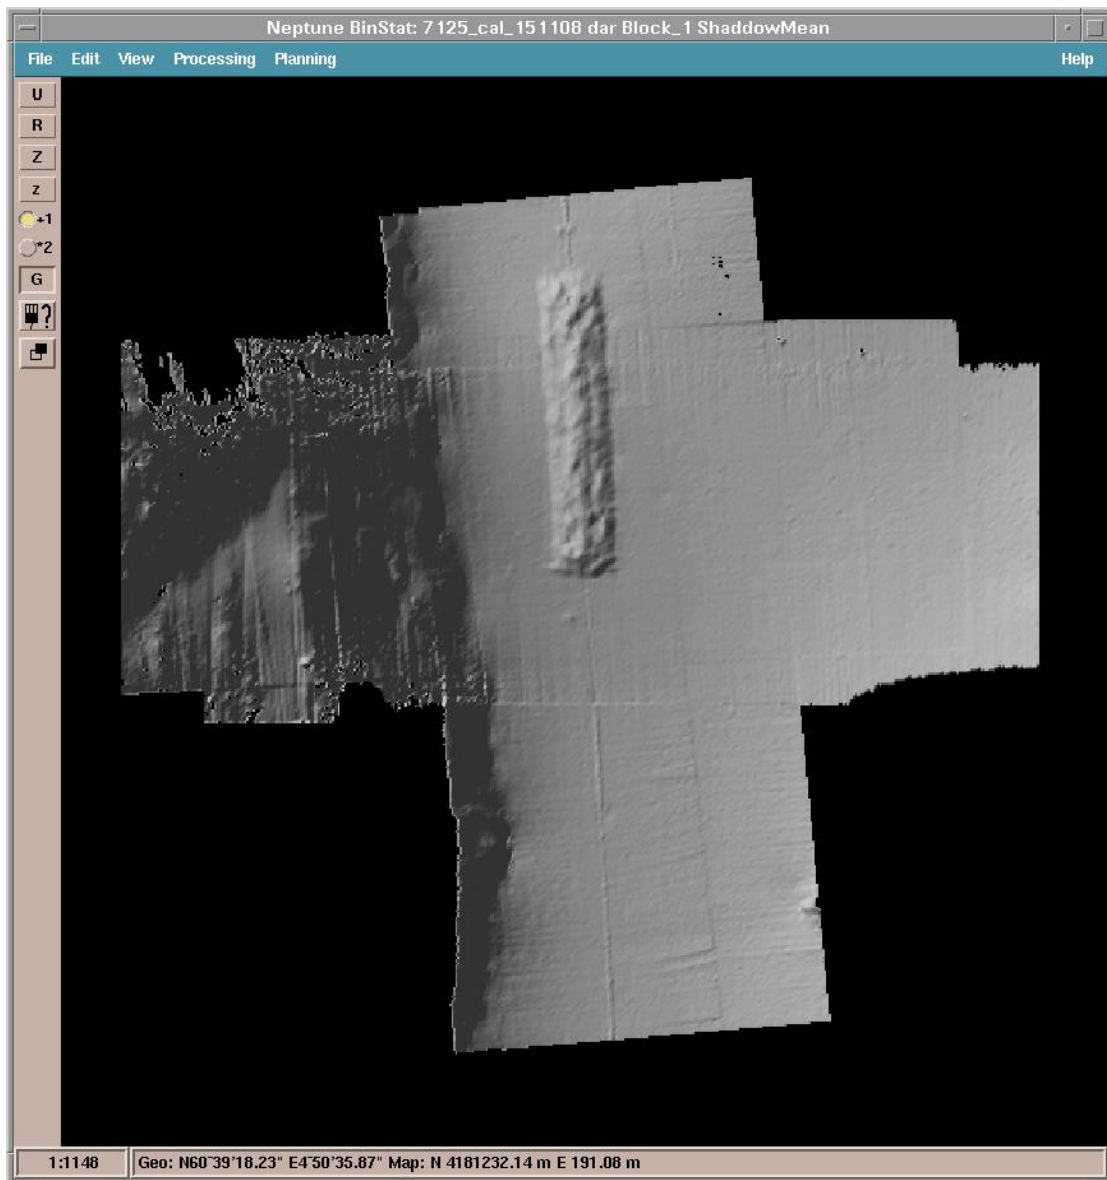 Neptune BinStat: 7125_cal_151108 dar Block_1 ShaddowMean
File Edit View Processing Planning Help
U
R
Z
z
+1
*2
G
?
1:1148 Geo: N60~39'18.23" E4~50'35.87" Map: N 4181232.14 m E 191.08 m